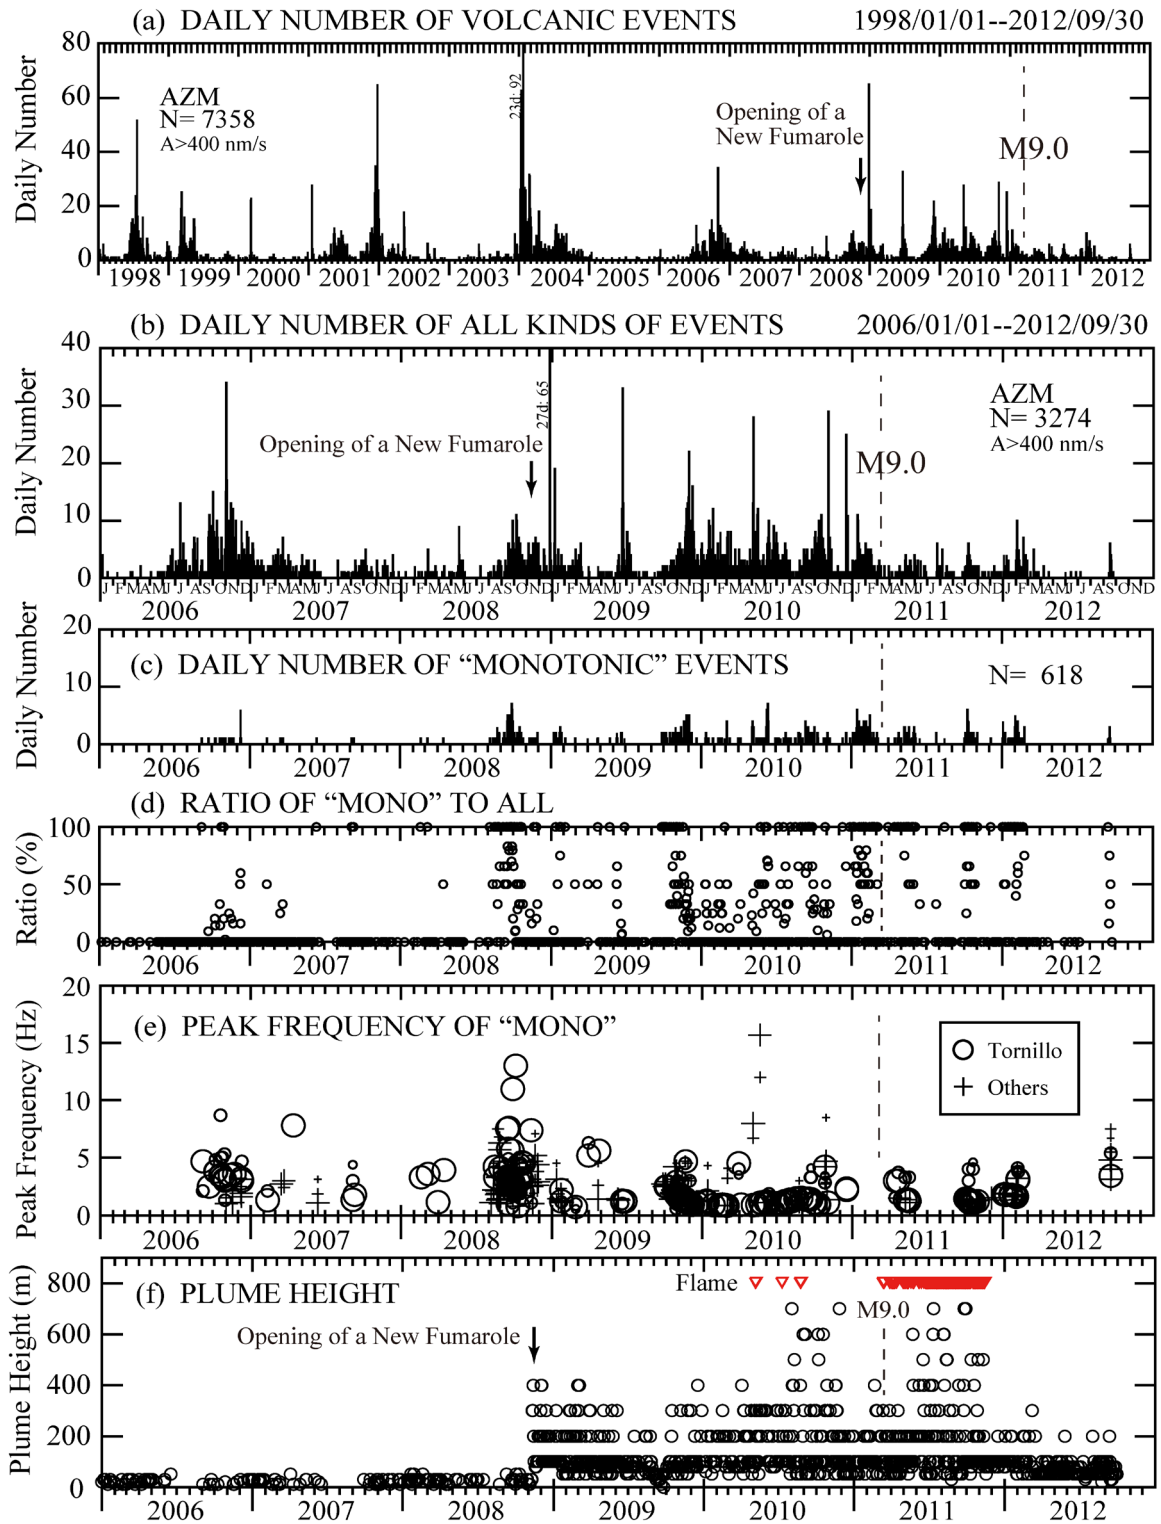 (a) DAILY NUMBER OF VOLCANIC EVENTS 1998/01/01--2012/09/30
Daily Number
80
60
40
20
0
AZM
N= 7358
A>400 nm/s
23d: 92
Opening of a
New Fumarole
M9.0
1998 1999 2000 2001 2002 2003 2004 2005 2006 2007 2008 2009 2010 2011 2012
(b) DAILY NUMBER OF ALL KINDS OF EVENTS 2006/01/01--2012/09/30
Daily Number
40
30
20
10
0
Opening of a New Fumarole
27d: 65
M9.0
AZM
N= 3274
A>400 nm/s
J F M A M J J A S O N D J F M A M J J A S O N D J F M A M J J A S O N D J F M A M J J A S O N D J F M A M J J A S O N D J F M A M J J A S O N D J F M A M J J A S O N D
2006 2007 2008 2009 2010 2011 2012
(c) DAILY NUMBER OF “MONOTONIC” EVENTS
N= 618
Daily Number
20
10
0
2006 2007 2008 2009 2010 2011 2012
(d) RATIO OF “MONO” TO ALL
Ratio (%)
100
50
0
2006 2007 2008 2009 2010 2011 2012
(e) PEAK FREQUENCY OF “MONO”
Peak Frequency (Hz)
20
15
10
5
0
Tornillo
Others
2006 2007 2008 2009 2010 2011 2012
(f) PLUME HEIGHT
Plume Height (m)
800
600
400
200
0
Flame
M9.0
Opening of a New Fumarole
2006 2007 2008 2009 2010 2011 2012